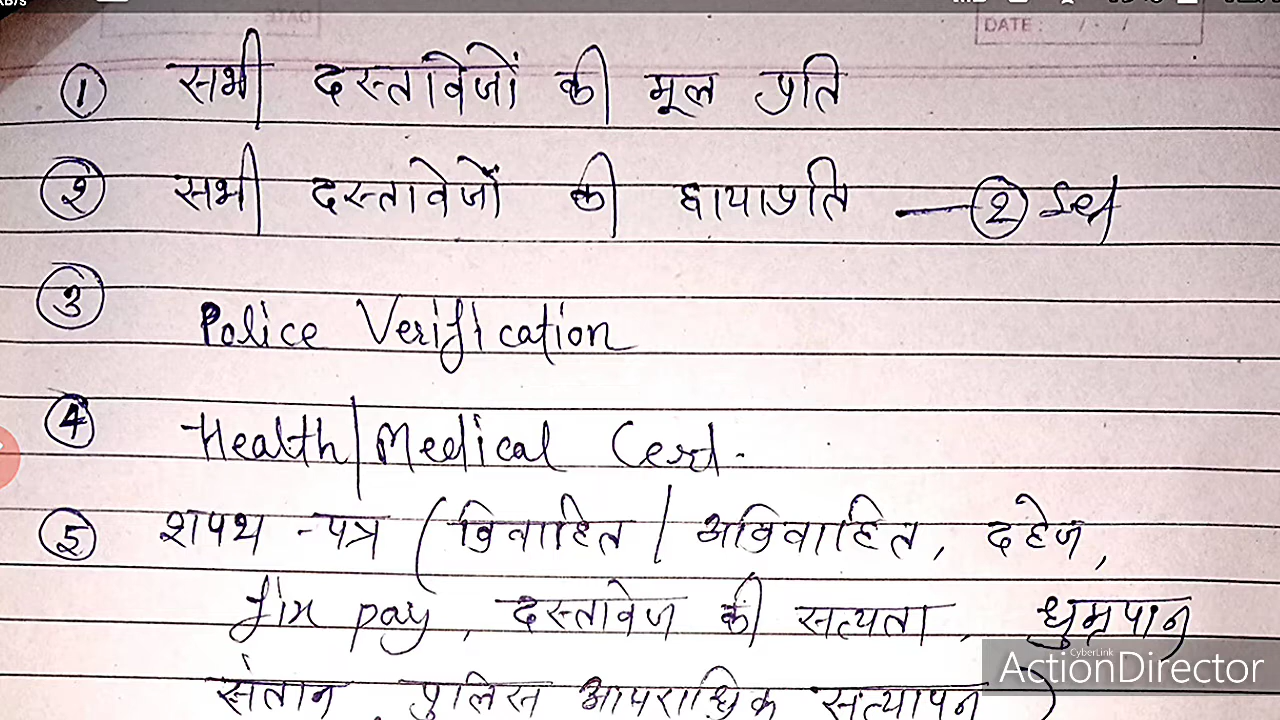 DATE : / - /
① सभी दस्तावेजों की मूल प्रति
② सभी दस्तावेजों की छायाप्रति — ② Set
③ Police Verification
④ Health/Medical Cert.
⑤ शपथ-पत्र (विवाहित / अविवाहित, दहेज,
fix pay, दस्तावेज की सत्यता, धुम्रपान
संतान, पुलिस आपराधिक सत्यापन)
CyberLink
ActionDirector